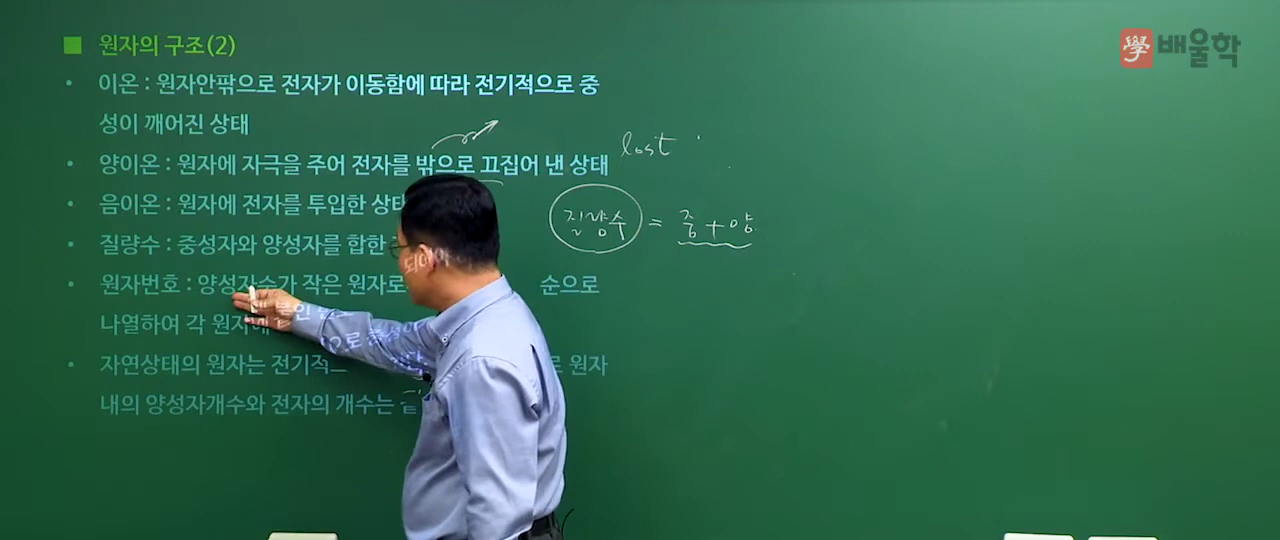 ■ 원자의 구조(2)
學 배울학
• 이온 : 원자안팎으로 전자가 이동함에 따라 전기적으로 중
성이 깨어진 상태
• 양이온 : 원자에 자극을 주어 전자를 밖으로 끄집어 낸 상태
lost
• 음이온 : 원자에 전자를 투입한 상태
질량수 = 중 + 양
• 질량수 : 중성자와 양성자를 합한
• 원자번호 : 양성자수가 작은 원자로 순으로
나열하여 각 원자에 붙인
• 자연상태의 원자는 전기적으로 원자
내의 양성자개수와 전자의 개수는